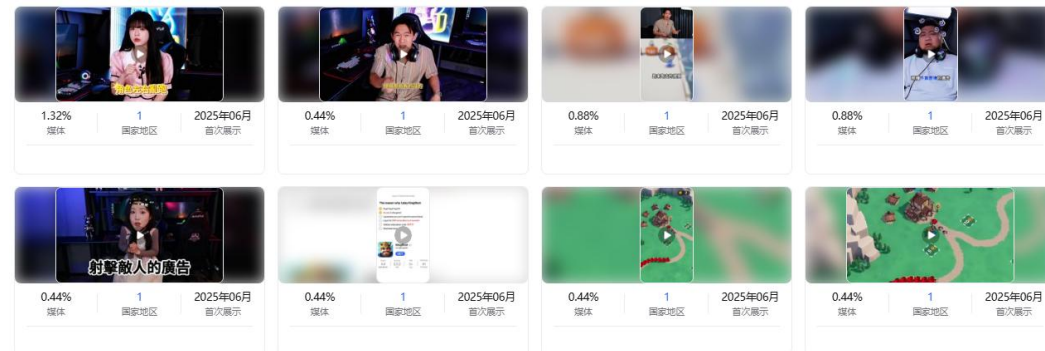 1.32% 1 2025年06月
媒体 国家地区 首次展示
0.44% 1 2025年06月
媒体 国家地区 首次展示
0.88% 1 2025年06月
媒体 国家地区 首次展示
0.88% 1 2025年06月
媒体 国家地区 首次展示
射擊敵人的廣告
0.44% 1 2025年06月
媒体 国家地区 首次展示
0.44% 1 2025年06月
媒体 国家地区 首次展示
0.44% 1 2025年06月
媒体 国家地区 首次展示
0.44% 1 2025年06月
媒体 国家地区 首次展示